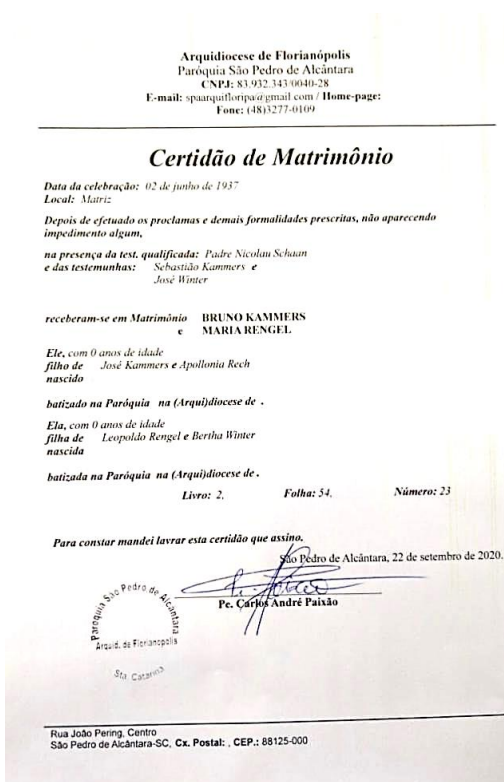 Arquidiocese de Florianópolis
Paróquia São Pedro de Alcântara
CNPJ: 83.932.343/0040-28
E-mail: spaarquifloripa@gmail.com / Home-page:
Fone: (48)3277-0109
Certidão de Matrimônio
Data da celebração: 02 de junho de 1937
Local: Matriz
Depois de efetuado os proclamas e demais formalidades prescritas, não aparecendo
impedimento algum,
na presença da test. qualificada: Padre Nicolau Schaan
e das testemunhas: Sebastião Kammers e
José Winter
receberam-se em Matrimônio BRUNO KAMMERS
e MARIA RENGEL
Ele, com 0 anos de idade
filho de José Kammers e Apollonia Rech
nascido
batizado na Paróquia na (Arqui)diocese de .
Ela, com 0 anos de idade
filha de Leopoldo Rengel e Bertha Winter
nascida
batizada na Paróquia na (Arqui)diocese de .
Livro: 2, Folha: 54, Número: 23
Para constar mandei lavrar esta certidão que assino.
São Pedro de Alcântara, 22 de setembro de 2020.
Pe. Carlos André Paixão
Paróquia São Pedro de Alcântara
Arquid. de Florianopolis
Sta. Catarina
Rua João Pering, Centro
São Pedro de Alcântara-SC, Cx. Postal: , CEP.: 88125-000